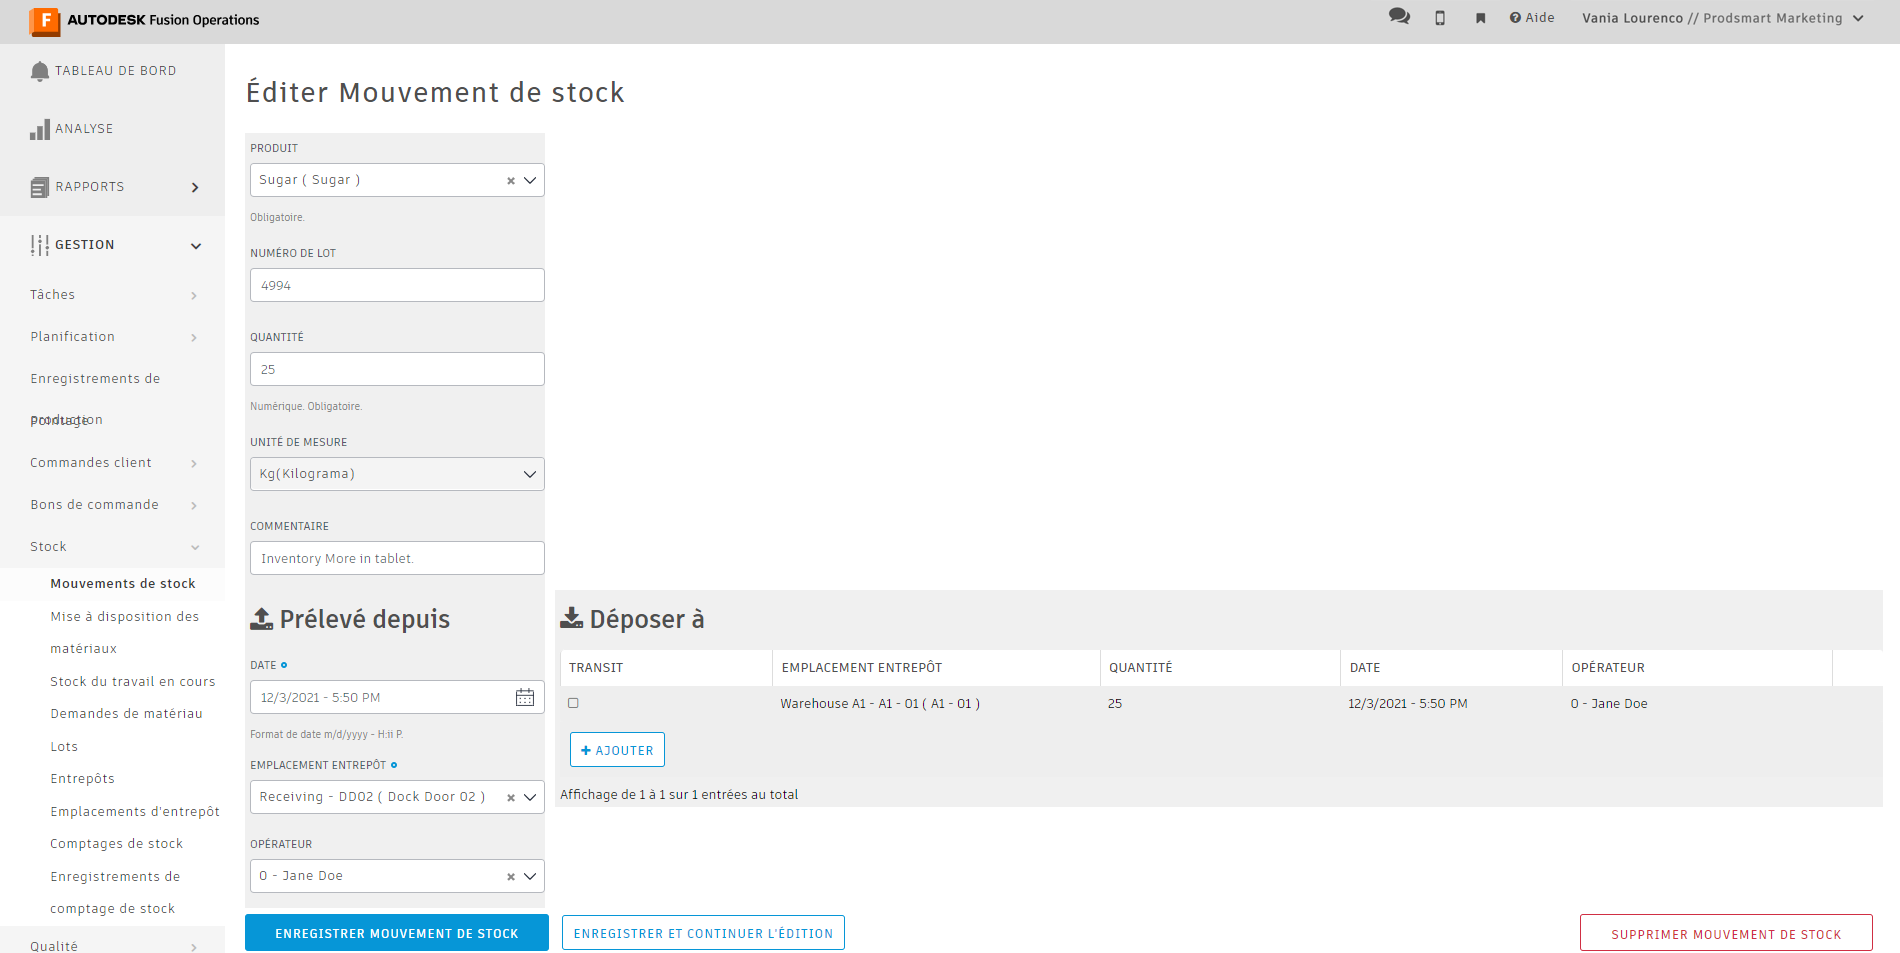 AUTODESK Fusion Operations
Aide
Vania Lourenco // Prodsmart Marketing
TABLEAU DE BORD
ANALYSE
RAPPORTS
GESTION
Tâches
Planification
Enregistrements de
production
Pointage
Commandes client
Bons de commande
Stock
Mouvements de stock
Mise à disposition des
matériaux
Stock du travail en cours
Demandes de matériau
Lots
Entrepôts
Emplacements d'entrepôt
Comptages de stock
Enregistrements de
comptage de stock
Qualité
Éditer Mouvement de stock
PRODUIT
Sugar ( Sugar )
Obligatoire.
NUMÉRO DE LOT
4994
QUANTITÉ
25
Numérique. Obligatoire.
UNITÉ DE MESURE
Kg(Kilograma)
COMMENTAIRE
Inventory More in tablet.
Prélevé depuis
DATE
12/3/2021 - 5:50 PM
Format de date m/d/yyyy - H:ii P.
EMPLACEMENT ENTREPÔT
Receiving - DD02 ( Dock Door 02 )
OPÉRATEUR
0 - Jane Doe
Déposer à
TRANSIT EMPLACEMENT ENTREPÔT QUANTITÉ DATE OPÉRATEUR
Warehouse A1 - A1 - 01 ( A1 - 01 ) 25 12/3/2021 - 5:50 PM 0 - Jane Doe
+ AJOUTER
Affichage de 1 à 1 sur 1 entrées au total
ENREGISTRER MOUVEMENT DE STOCK
ENREGISTRER ET CONTINUER L'ÉDITION
SUPPRIMER MOUVEMENT DE STOCK